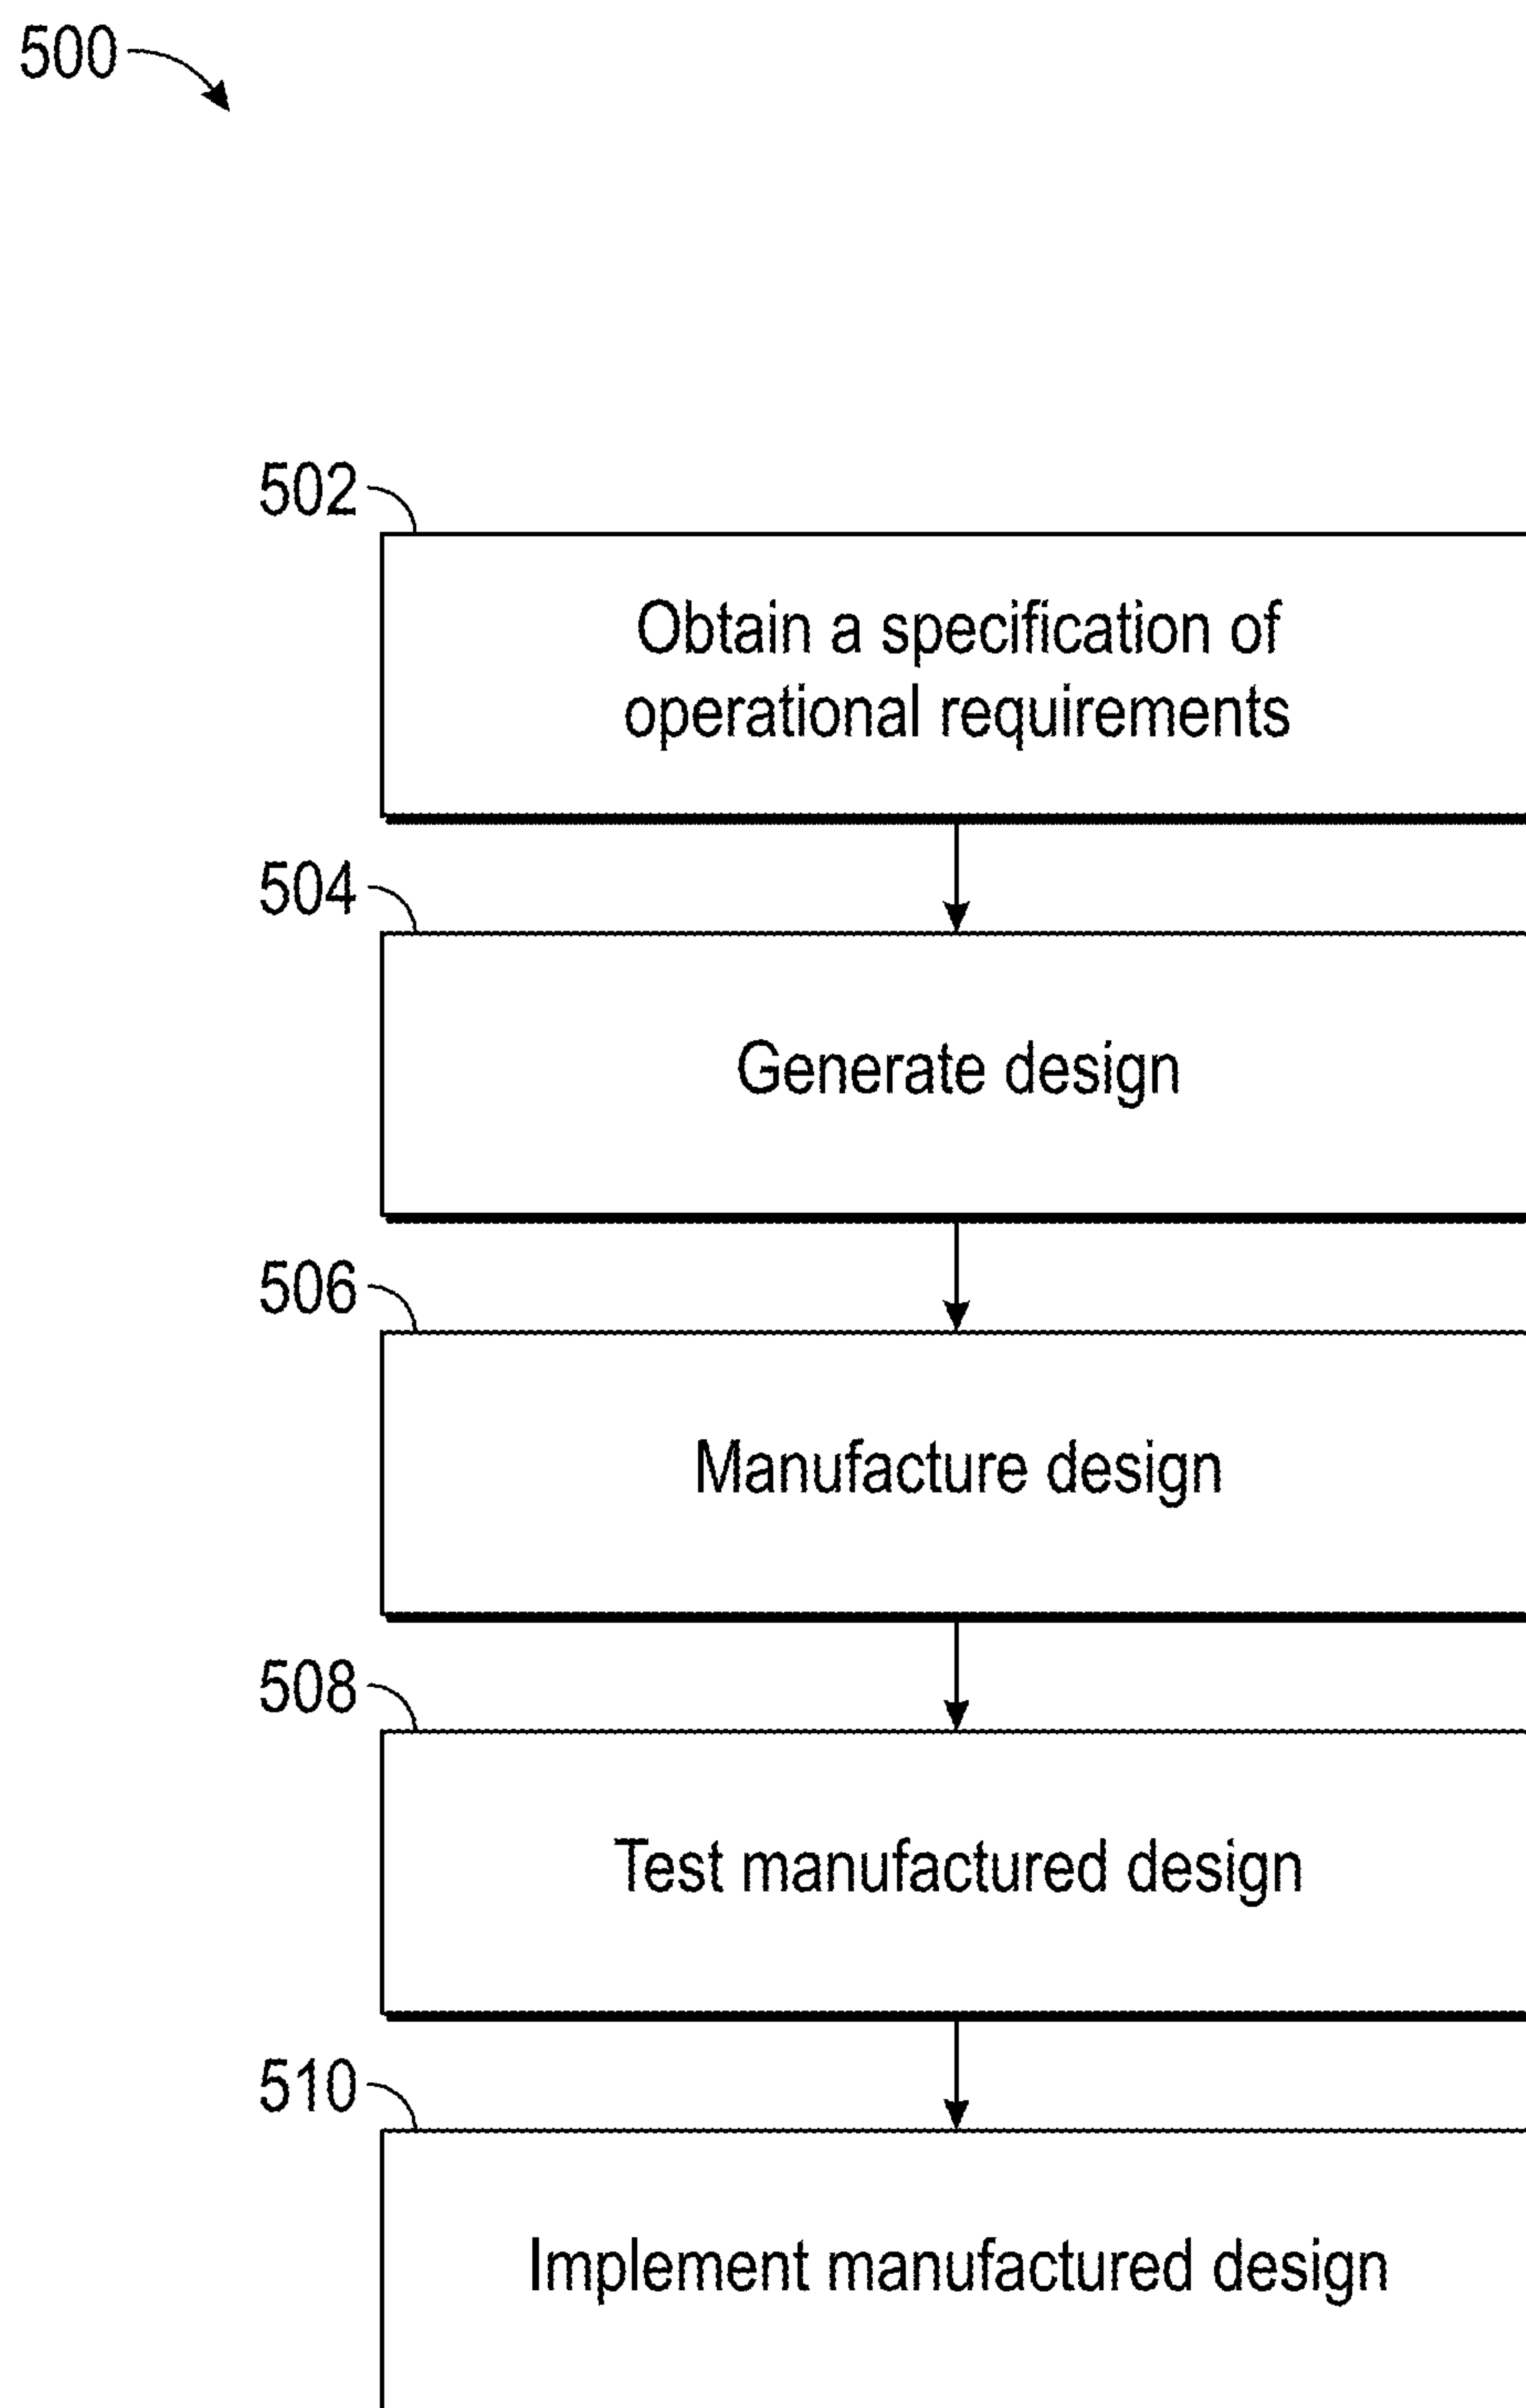 500
502
Obtain a specification of
operational requirements
504
Generate design
506
Manufacture design
508
Test manufactured design
510
Implement manufactured design